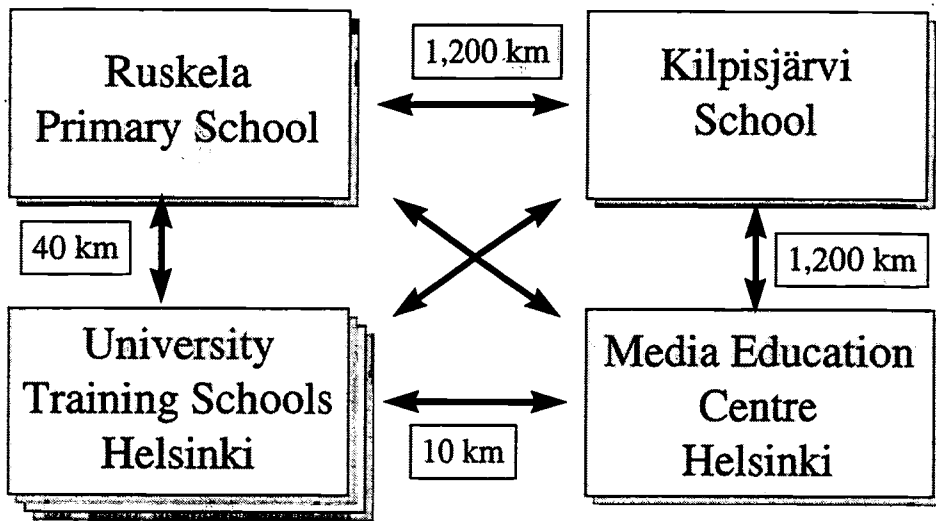 Ruskela
Primary School
1,200 km
Kilpisjärvi
School
40 km
1,200 km
University
Training Schools
Helsinki
10 km
Media Education
Centre
Helsinki